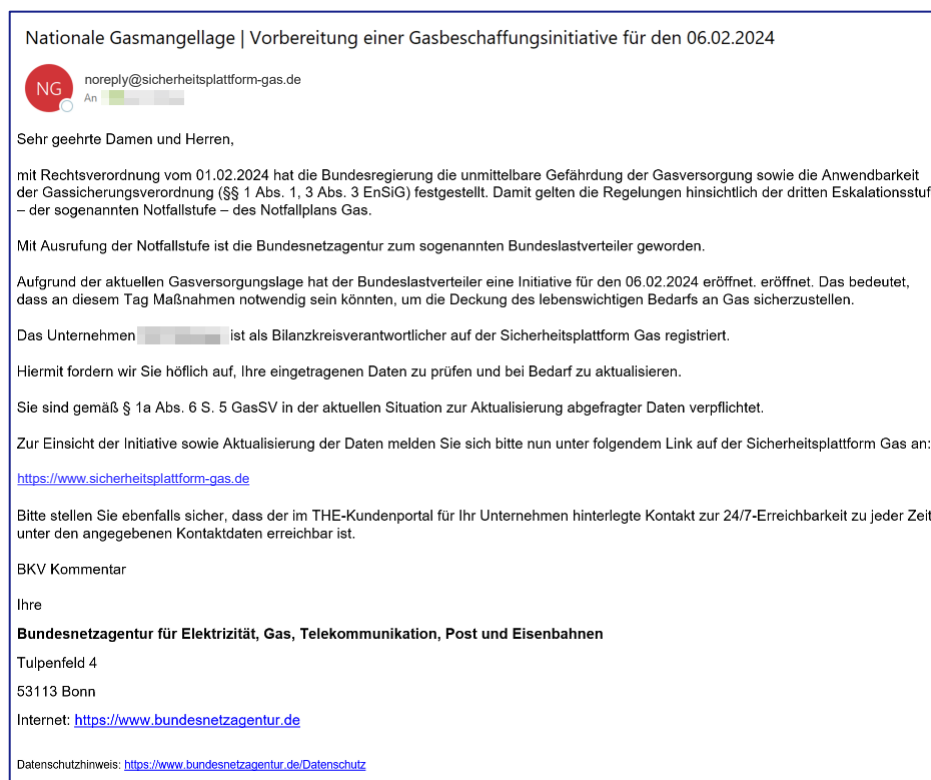 Nationale Gasmangellage | Vorbereitung einer Gasbeschaffungsinitiative für den 06.02.2024
NG
noreply@sicherheitsplattform-gas.de
An
Sehr geehrte Damen und Herren,
mit Rechtsverordnung vom 01.02.2024 hat die Bundesregierung die unmittelbare Gefährdung der Gasversorgung sowie die Anwendbarkeit
der Gassicherungsverordnung (§§ 1 Abs. 1, 3 Abs. 3 EnSiG) festgestellt. Damit gelten die Regelungen hinsichtlich der dritten Eskalationsstuf
– der sogenannten Notfallstufe – des Notfallplans Gas.
Mit Ausrufung der Notfallstufe ist die Bundesnetzagentur zum sogenannten Bundeslastverteiler geworden.
Aufgrund der aktuellen Gasversorgungslage hat der Bundeslastverteiler eine Initiative für den 06.02.2024 eröffnet. eröffnet. Das bedeutet,
dass an diesem Tag Maßnahmen notwendig sein könnten, um die Deckung des lebenswichtigen Bedarfs an Gas sicherzustellen.
Das Unternehmen ist als Bilanzkreisverantwortlicher auf der Sicherheitsplattform Gas registriert.
Hiermit fordern wir Sie höflich auf, Ihre eingetragenen Daten zu prüfen und bei Bedarf zu aktualisieren.
Sie sind gemäß § 1a Abs. 6 S. 5 GasSV in der aktuellen Situation zur Aktualisierung abgefragter Daten verpflichtet.
Zur Einsicht der Initiative sowie Aktualisierung der Daten melden Sie sich bitte nun unter folgendem Link auf der Sicherheitsplattform Gas an:
https://www.sicherheitsplattform-gas.de
Bitte stellen Sie ebenfalls sicher, dass der im THE-Kundenportal für Ihr Unternehmen hinterlegte Kontakt zur 24/7-Erreichbarkeit zu jeder Zeit
unter den angegebenen Kontaktdaten erreichbar ist.
BKV Kommentar
Ihre
Bundesnetzagentur für Elektrizität, Gas, Telekommunikation, Post und Eisenbahnen
Tulpenfeld 4
53113 Bonn
Internet: https://www.bundesnetzagentur.de
Datenschutzhinweis: https://www.bundesnetzagentur.de/Datenschutz